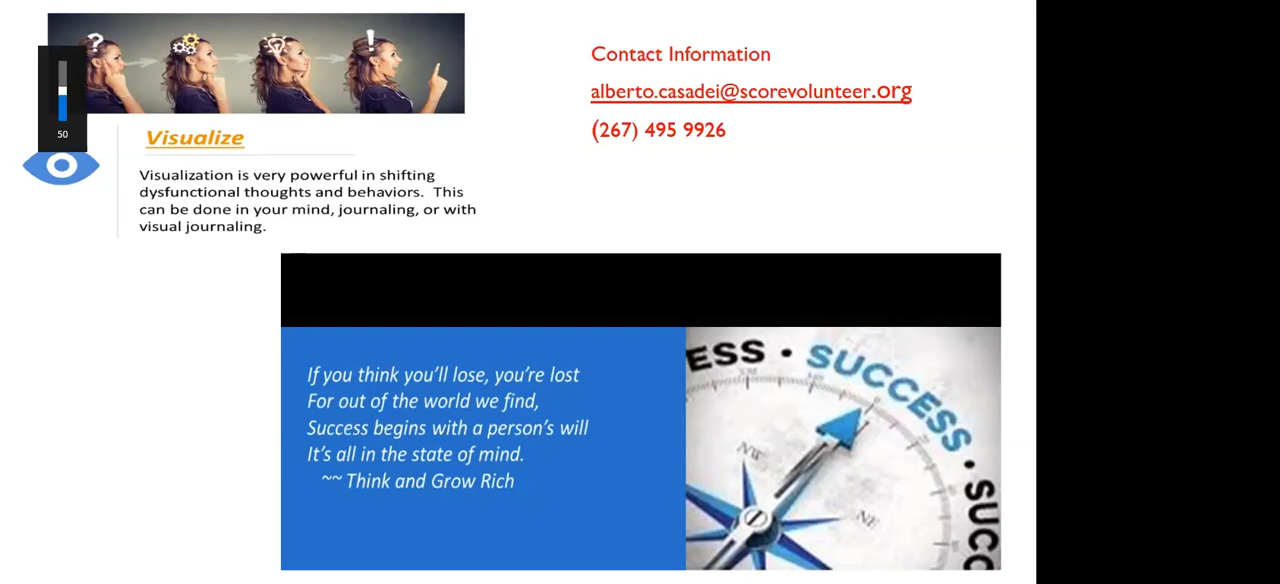 ? !
50
Visualize
Visualization is very powerful in shifting
dysfunctional thoughts and behaviors.  This
can be done in your mind, journaling, or with
visual journaling.
Contact Information
alberto.casadei@scorevolunteer.org
(267) 495 9926
If you think you'll lose, you're lost
For out of the world we find,
Success begins with a person's will
It's all in the state of mind.
~~ Think and Grow Rich
ESS • SUCCESS • SUCC
NW
NE